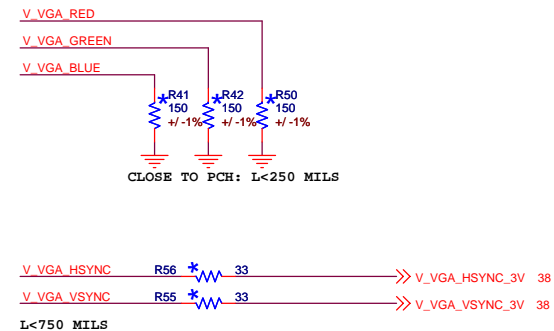 V_VGA_RED
V_VGA_GREEN
V_VGA_BLUE
*R41 *R42 *R50
150 150 150
+/-1% +/-1% +/-1%
CLOSE TO PCH: L<250 MILS
V_VGA_HSYNC R56 * 33 V_VGA_HSYNC_3V 38
V_VGA_VSYNC R55 * 33 V_VGA_VSYNC_3V 38
L<750 MILS